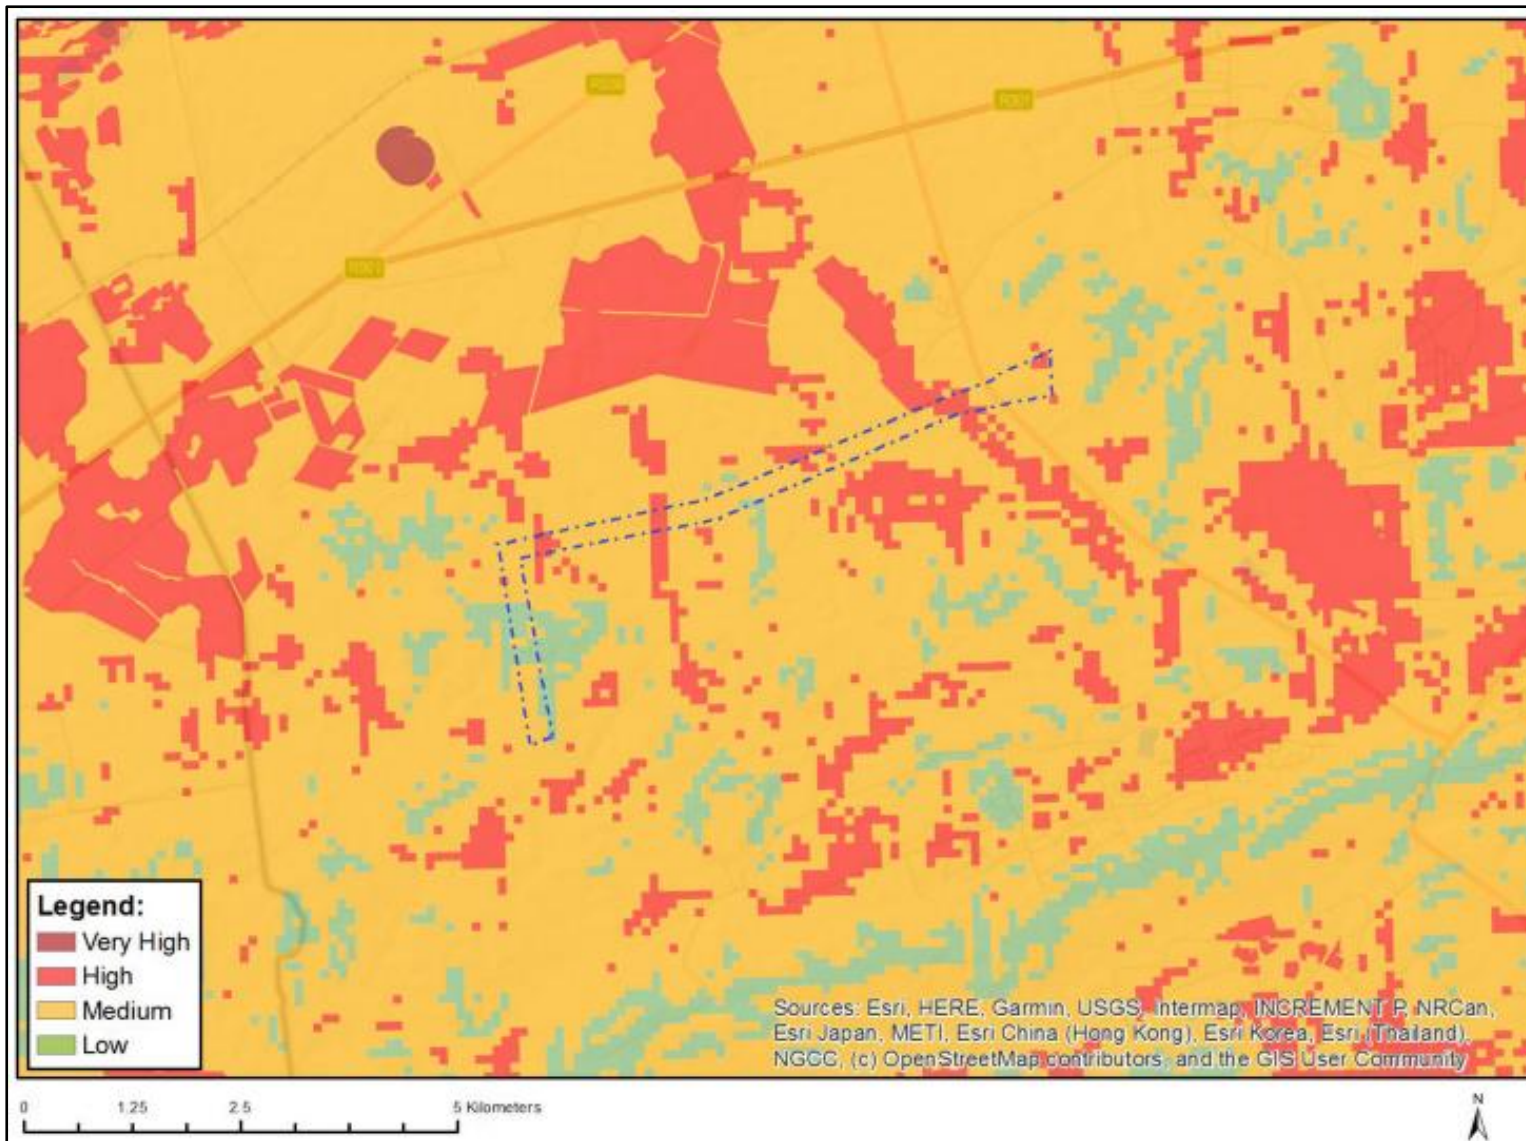 Legend:
Very High
High
Medium
Low
Sources: Esri, HERE, Garmin, USGS, Intermap, INCREMENT P, NRCan,
Esri Japan, METI, Esri China (Hong Kong), Esri Korea, Esri (Thailand),
NGCC, (c) OpenStreetMap contributors, and the GIS User Community
0 1.25 2.5 5 Kilometers
N